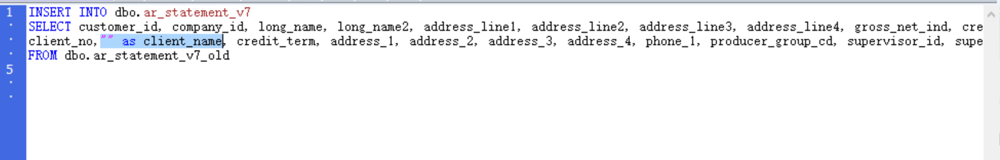 1 INSERT INTO dbo.ar_statement_v7
SELECT customer_id, company_id, long_name, long_name2, address_line1, address_line2, address_line3, address_line4, gross_net_ind, cre
client_no,"" as client_name, credit_term, address_1, address_2, address_3, address_4, phone_1, producer_group_cd, supervisor_id, supe
FROM dbo.ar_statement_v7_old
5